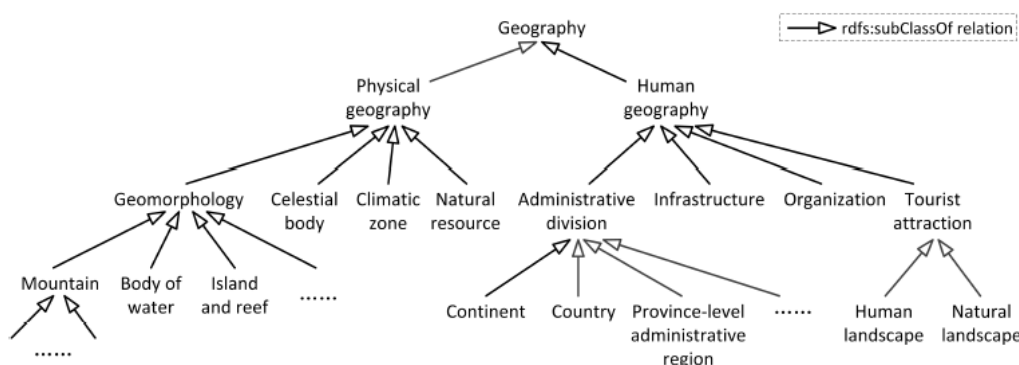 Geography
rdfs:subClassOf relation
Physical
geography
Human
geography
Geomorphology
Celestial
body
Climatic
zone
Natural
resource
Administrative
division
Infrastructure
Organization
Tourist
attraction
Mountain
Body of
water
Island
and reef
……
Continent
Country
Province-level
administrative
region
……
Human
landscape
Natural
landscape
……